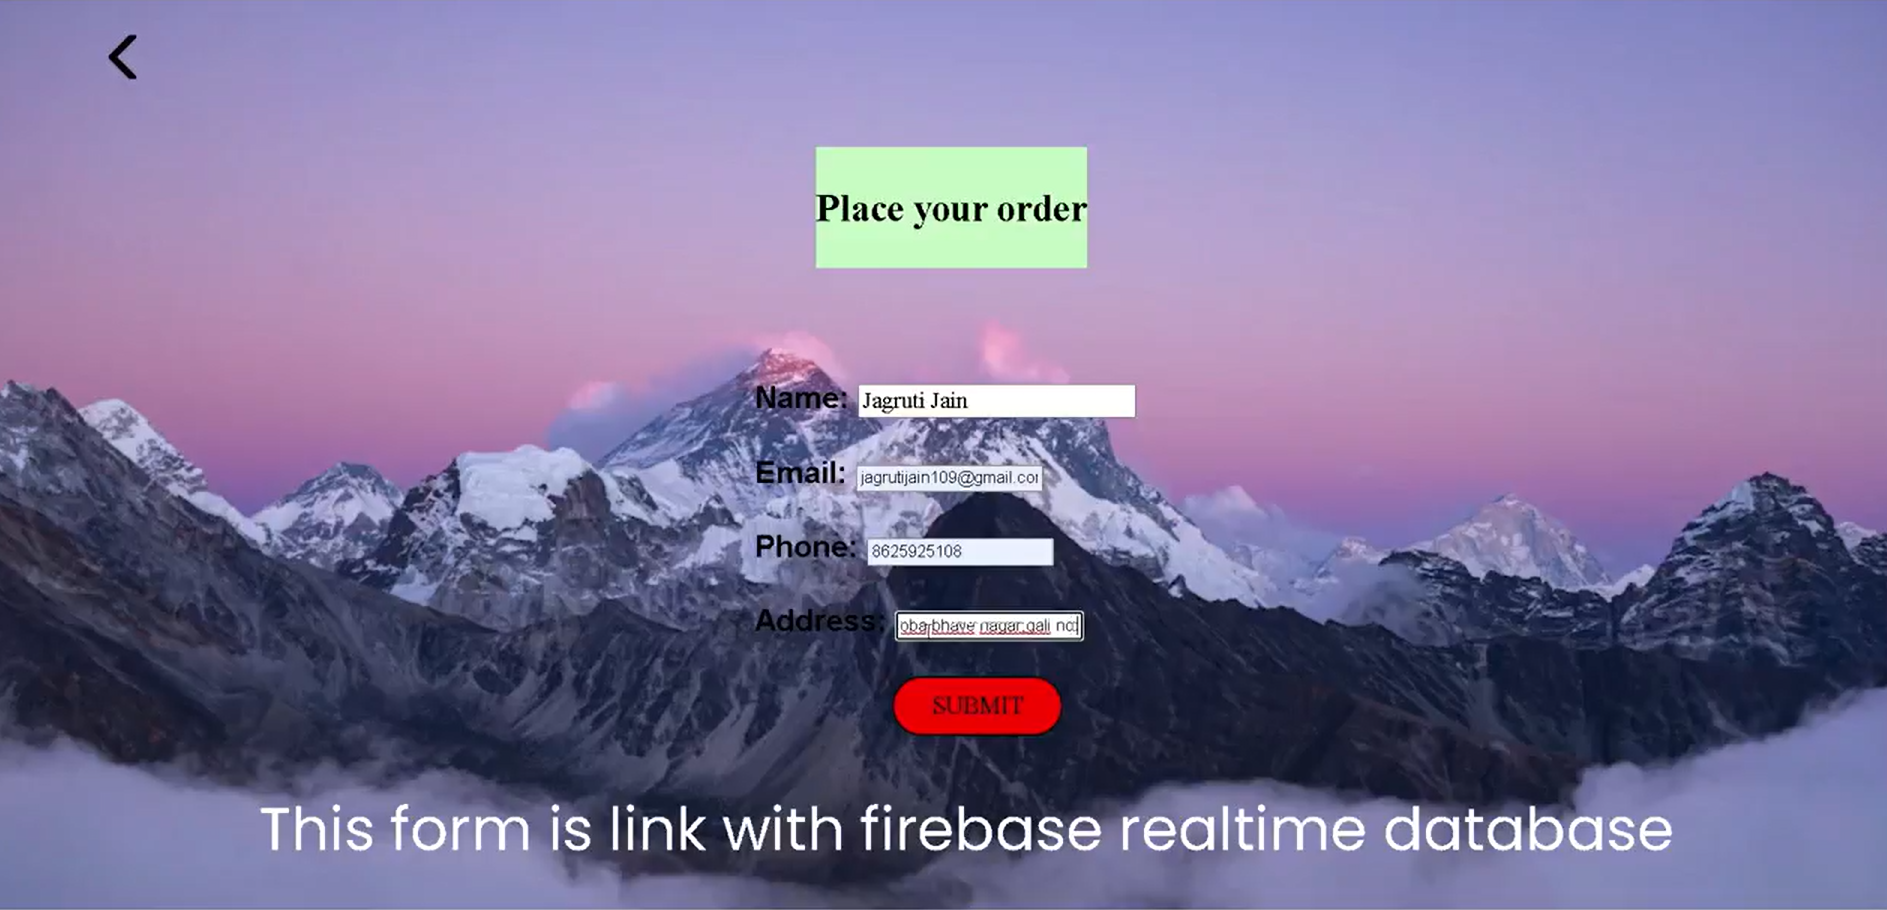 Place your order
Name: Jagruti Jain
Email: jagrutijain109@gmail.co
Phone: 8625925108
Address: oba bhave nagar gali no
SUBMIT
This form is link with firebase realtime database